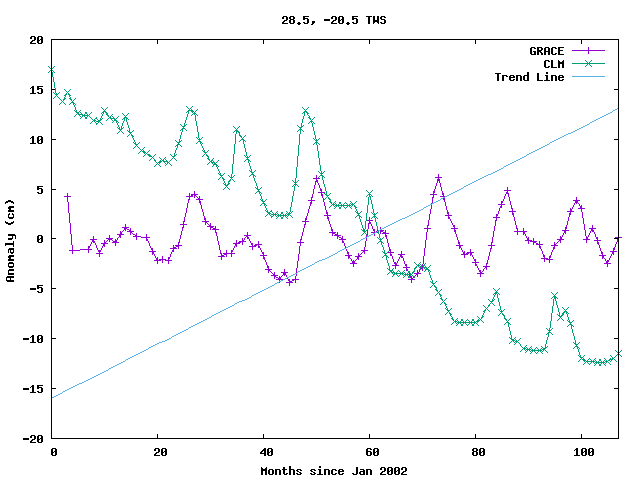 28.5, -20.5 TWS
GRACE
CLM
Trend Line
20
15
10
5
0
-5
-10
-15
-20
Anomaly (cm)
0 20 40 60 80 100
Months since Jan 2002